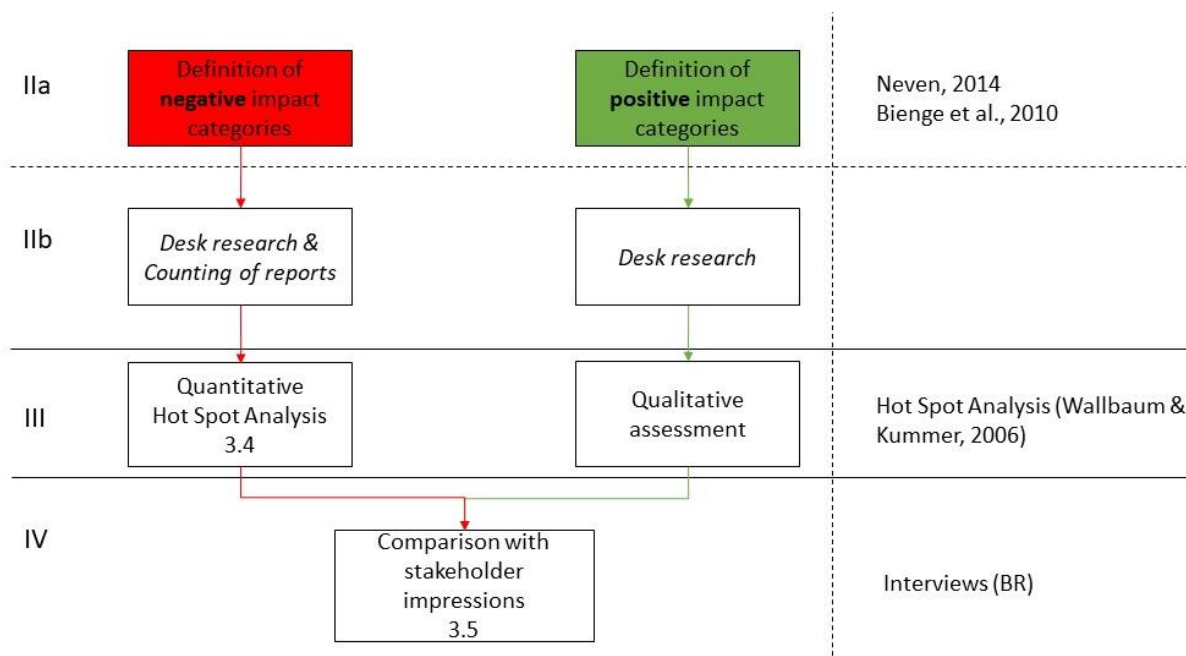 IIa
Definition of
negative impact
categories
Definition of
positive impact
categories
Neven, 2014
Bienge et al., 2010
IIb
Desk research &
Counting of reports
Desk research
III
Quantitative
Hot Spot Analysis
3.4
Qualitative
assessment
Hot Spot Analysis (Wallbaum &
Kummer, 2006)
IV
Comparison with
stakeholder
impressions
3.5
Interviews (BR)